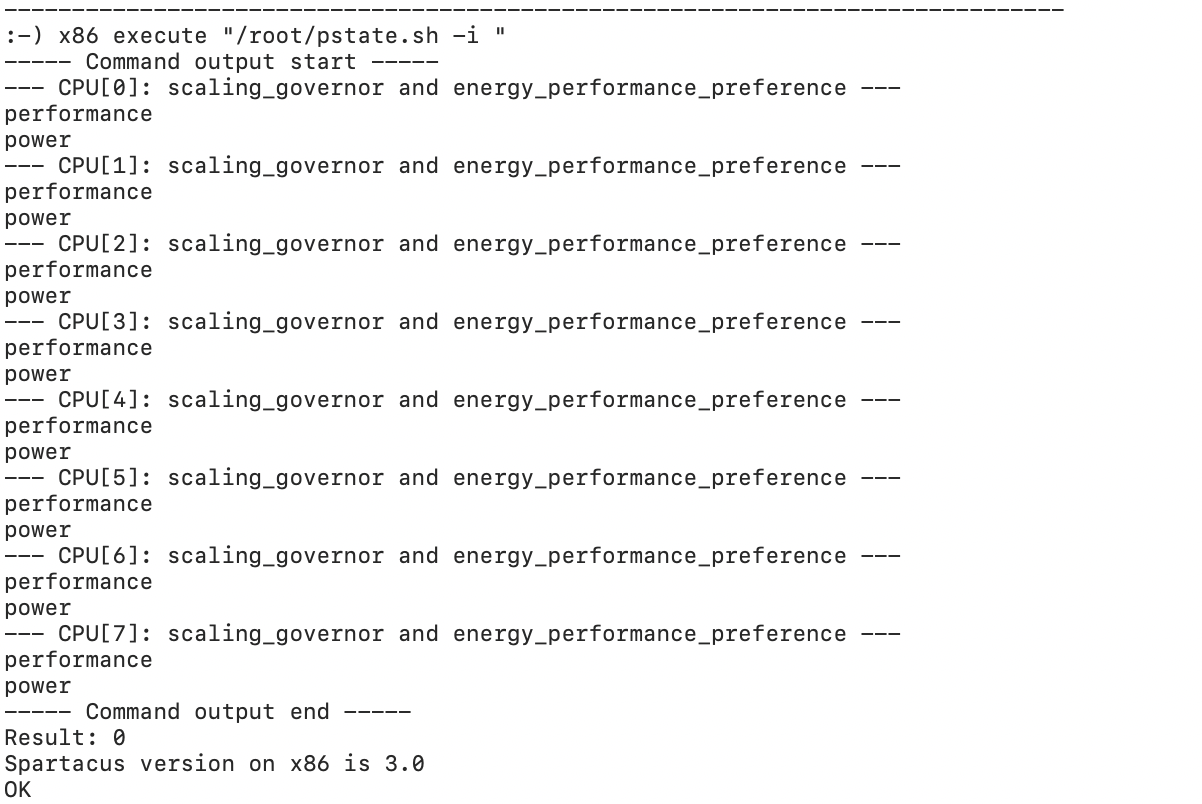 --------------------------------------------------------------------------------
:-) x86 execute "/root/pstate.sh -i "
----- Command output start -----
--- CPU[0]: scaling_governor and energy_performance_preference ---
performance
power
--- CPU[1]: scaling_governor and energy_performance_preference ---
performance
power
--- CPU[2]: scaling_governor and energy_performance_preference ---
performance
power
--- CPU[3]: scaling_governor and energy_performance_preference ---
performance
power
--- CPU[4]: scaling_governor and energy_performance_preference ---
performance
power
--- CPU[5]: scaling_governor and energy_performance_preference ---
performance
power
--- CPU[6]: scaling_governor and energy_performance_preference ---
performance
power
--- CPU[7]: scaling_governor and energy_performance_preference ---
performance
power
----- Command output end -----
Result: 0
Spartacus version on x86 is 3.0
OK